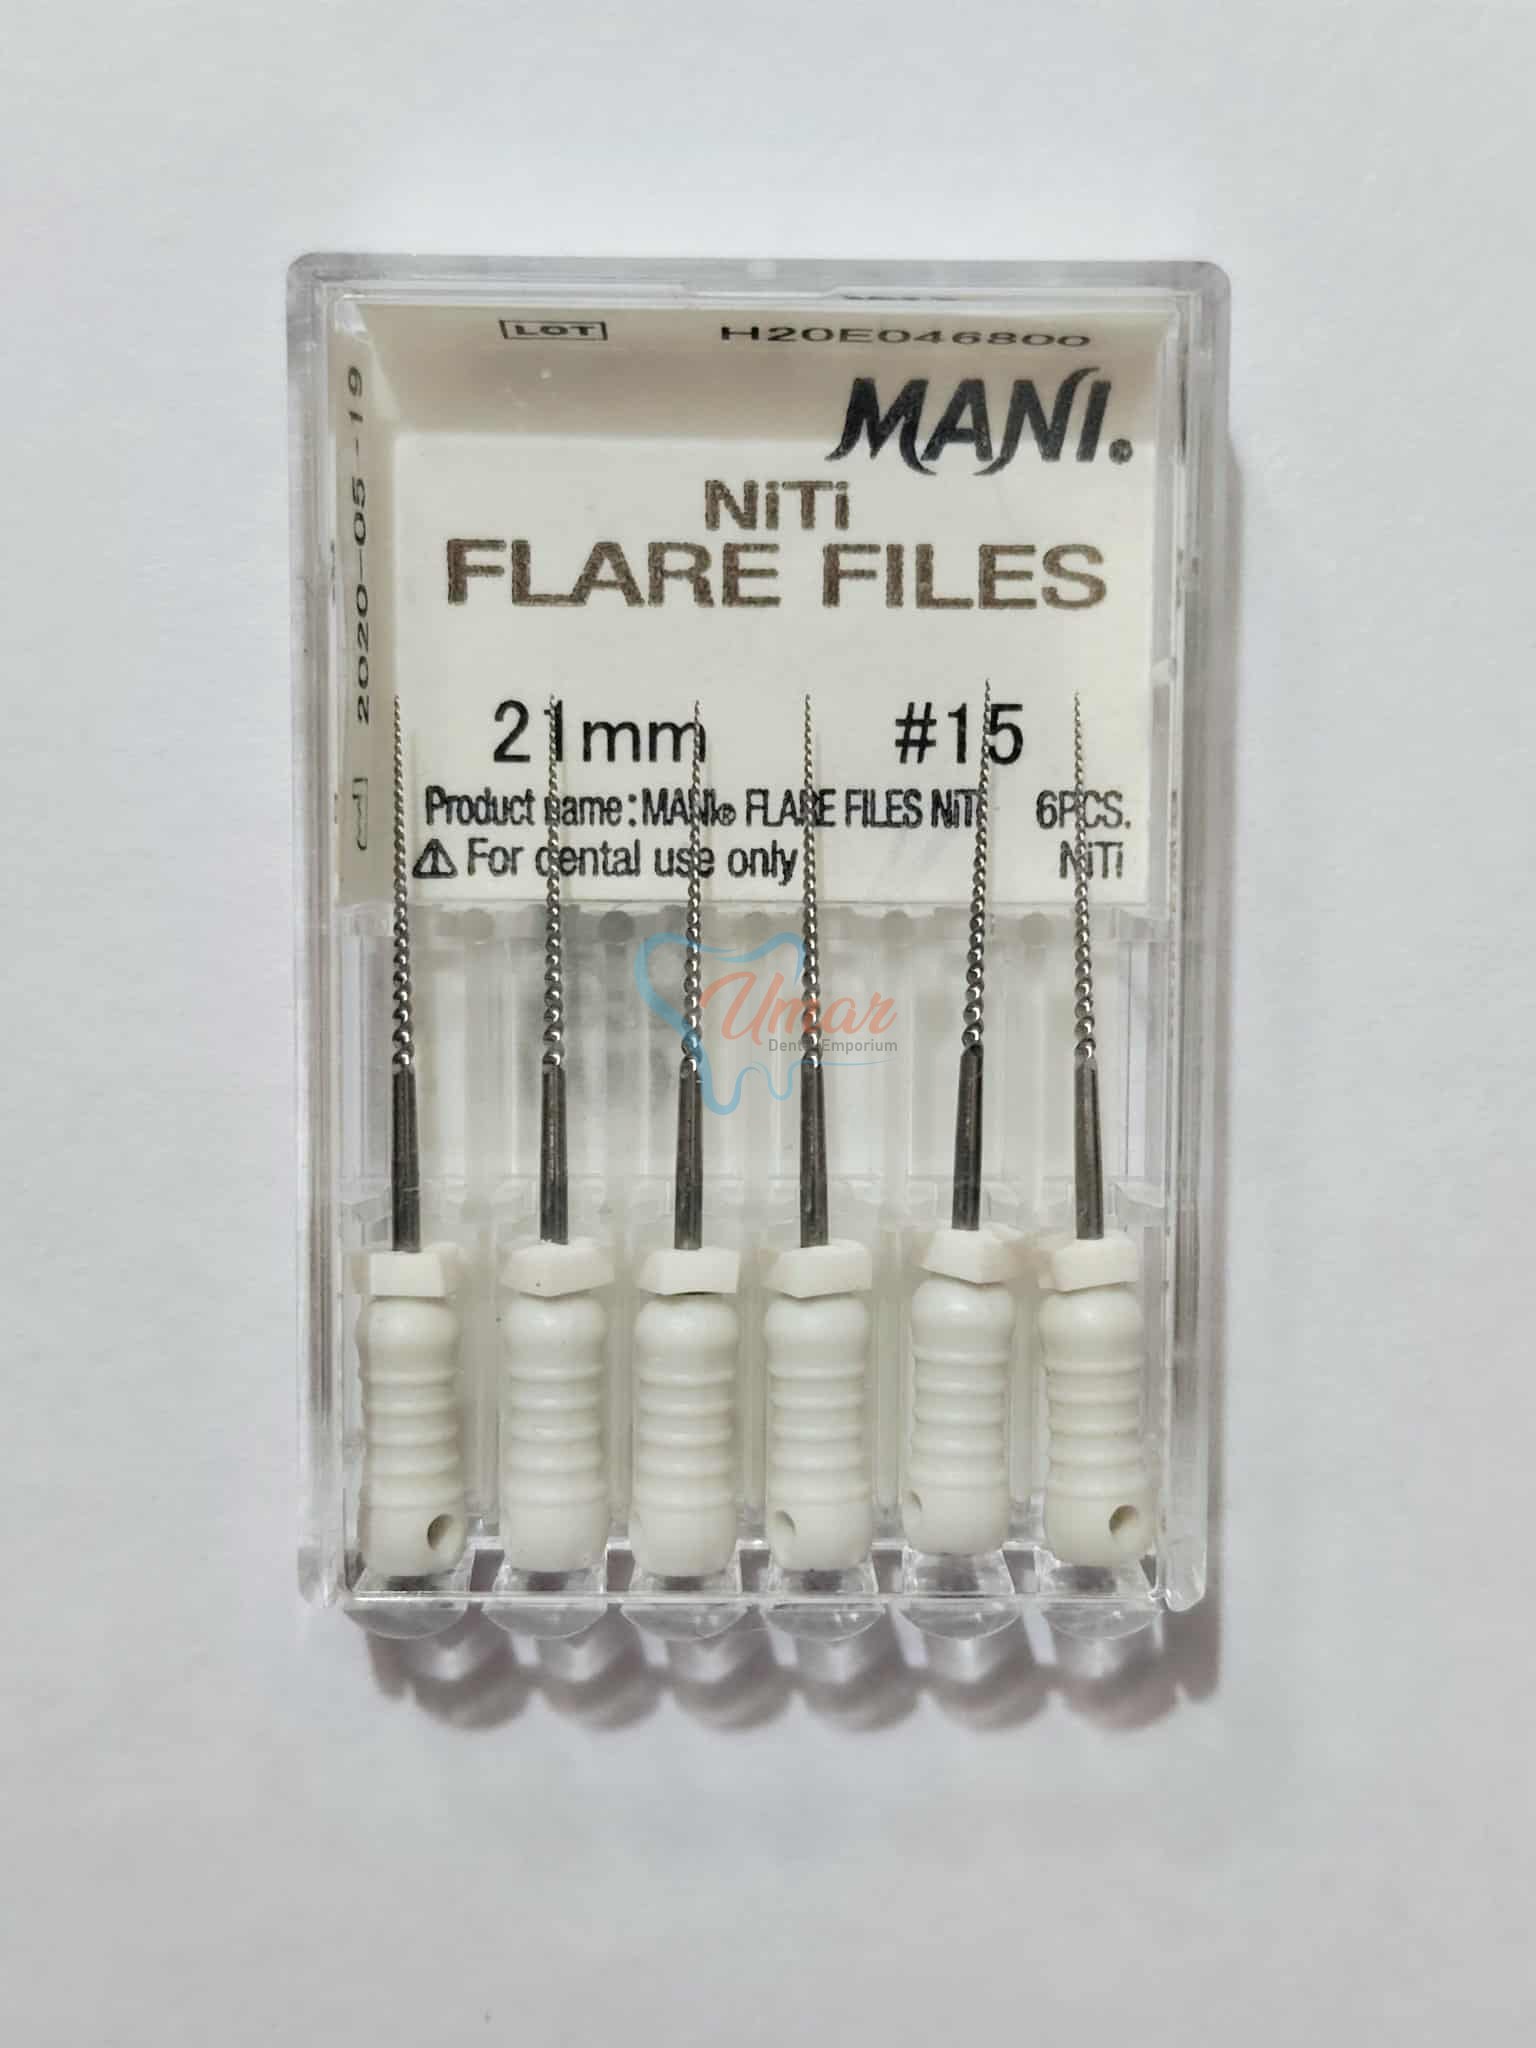 LOT H20E046800
MANI®
NiTi
FLARE FILES
2020-05-19
21mm #15
Product name: MANI® FLARE FILES NiTi 6PCS.
For dental use only NiTi
Umar
Dental Emporium